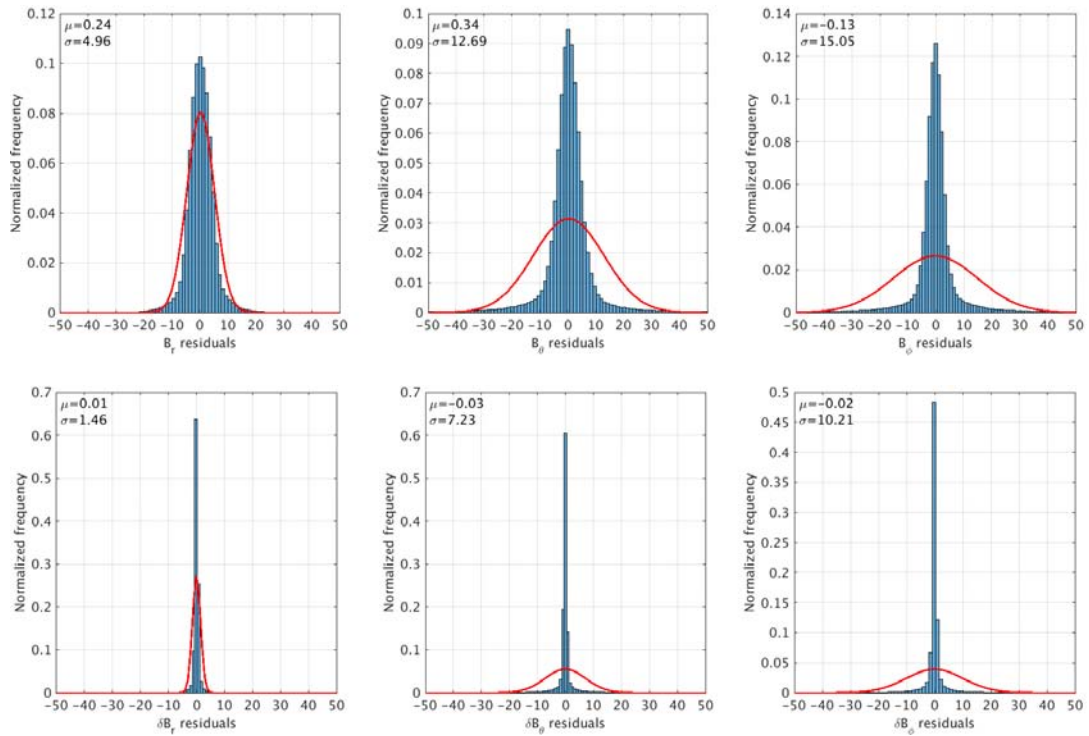 μ=0.24
σ=4.96
Normalized frequency
0.12
0.1
0.08
0.06
0.04
0.02
0
-50 -40 -30 -20 -10 0 10 20 30 40 50
B_r residuals
μ=0.34
σ=12.69
Normalized frequency
0.1
0.09
0.08
0.07
0.06
0.05
0.04
0.03
0.02
0.01
0
-50 -40 -30 -20 -10 0 10 20 30 40 50
B_θ residuals
μ=-0.13
σ=15.05
Normalized frequency
0.14
0.12
0.1
0.08
0.06
0.04
0.02
0
-50 -40 -30 -20 -10 0 10 20 30 40 50
B_φ residuals
μ=0.01
σ=1.46
Normalized frequency
0.7
0.6
0.5
0.4
0.3
0.2
0.1
0
-50 -40 -30 -20 -10 0 10 20 30 40 50
δB_r residuals
μ=-0.03
σ=7.23
Normalized frequency
0.7
0.6
0.5
0.4
0.3
0.2
0.1
0
-50 -40 -30 -20 -10 0 10 20 30 40 50
δB_θ residuals
μ=-0.02
σ=10.21
Normalized frequency
0.5
0.45
0.4
0.35
0.3
0.25
0.2
0.15
0.1
0.05
0
-50 -40 -30 -20 -10 0 10 20 30 40 50
δB_φ residuals